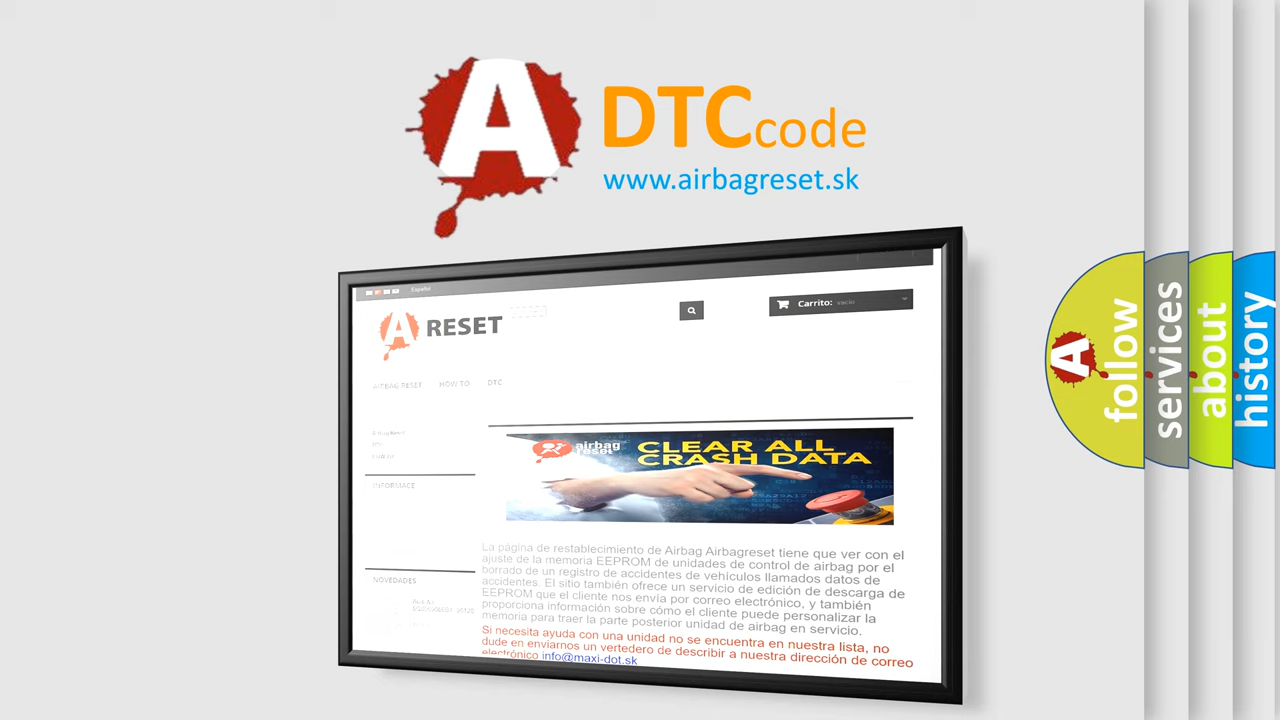 A DTCcode
www.airbagreset.sk
Español
A RESET
Carrito: vacío
AIRBAG RESET HOW TO DTC
INFORMACE
NOVEDADES
airbag
reset
CLEAR ALL
CRASH DATA
La página de restablecimiento de Airbag Airbagreset tiene que ver con el
ajuste de la memoria EEPROM de unidades de control de airbag por el
borrado de un registro de accidentes de vehículos llamados datos de
accidentes. El sitio también ofrece un servicio de edición de descarga de
EEPROM que el cliente nos envía por correo electrónico, y también
proporciona información sobre cómo el cliente puede personalizar la
memoria para traer la parte posterior unidad de airbag en servicio.
Si necesita ayuda con una unidad no se encuentra en nuestra lista, no
dude en enviarnos un vertedero de describir a nuestra dirección de correo
electrónico info@maxi-dot.sk
A follow
services
about
history